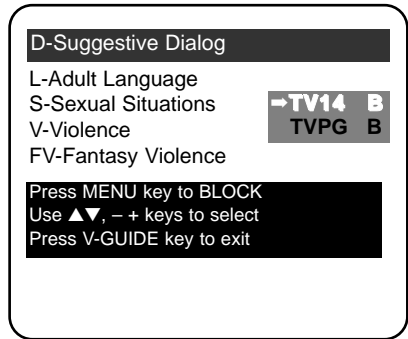 D-Suggestive Dialog
L-Adult Language
S-Sexual Situations ➡TV14 B
V-Violence TVPG B
FV-Fantasy Violence
Press MENU key to BLOCK
Use ▲▼, – + keys to select
Press V-GUIDE key to exit